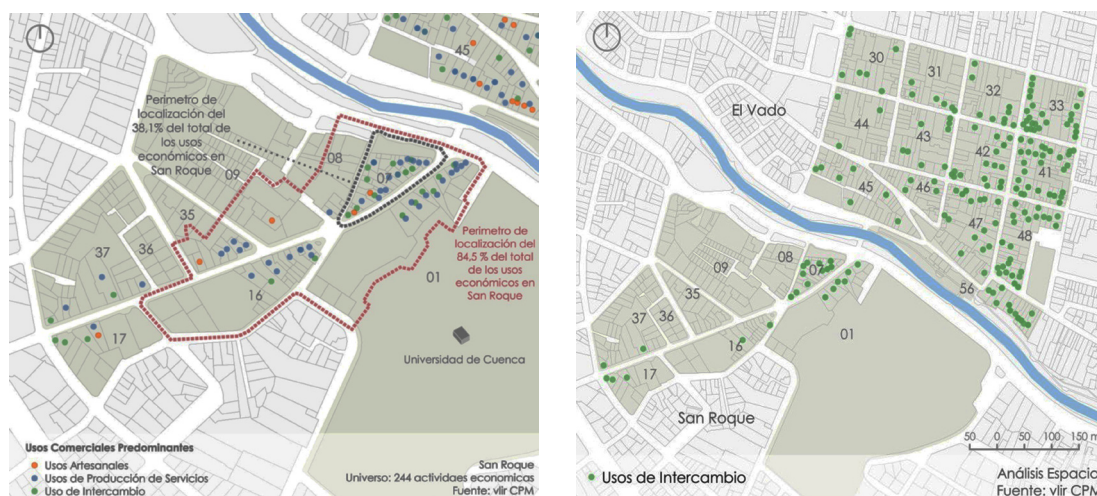 45
Perimetro de
localización del
38,1% del total de
los usos
económicos en
San Roque
08
07
09
35
37
36
Perimetro de
localización del
84,5 % del total
de los usos
económicos en
San Roque
01
16
17
Universidad de Cuenca
Usos Comerciales Predominantes
Usos Artesanales
Usos de Producción de Servicios
Uso de Intercambio
San Roque
Universo: 244 actividaes economicas
Fuente: vlir CPM
30
31
32
33
El Vado
44
43
42
41
45
46
47
48
08
07
09
56
35
37
36
01
16
17
San Roque
50 0 50 100 150 m
Usos de Intercambio
Análisis Espacia
Fuente: vlir CPM